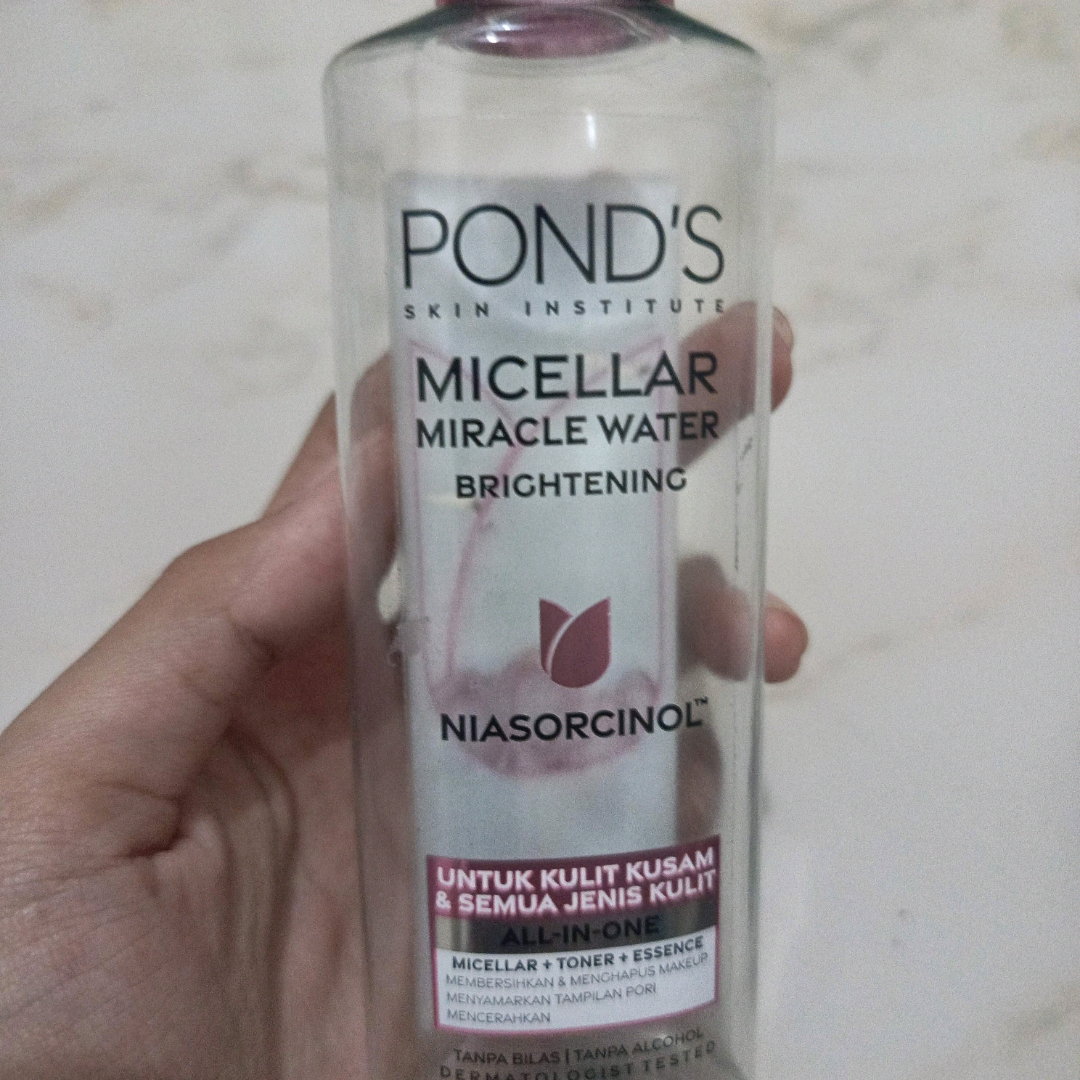 POND'S
SKIN INSTITUTE
MICELLAR
MIRACLE WATER
BRIGHTENING
NIASORCINOL™
UNTUK KULIT KUSAM
& SEMUA JENIS KULIT
ALL-IN-ONE
MICELLAR + TONER + ESSENCE
MEMBERSIHKAN & MENGHAPUS MAKEUP
MENYAMARKAN TAMPILAN PORI
MENCERAHKAN
TANPA BILAS | TANPA ALCOHOL
DERMATOLOGIST TESTED